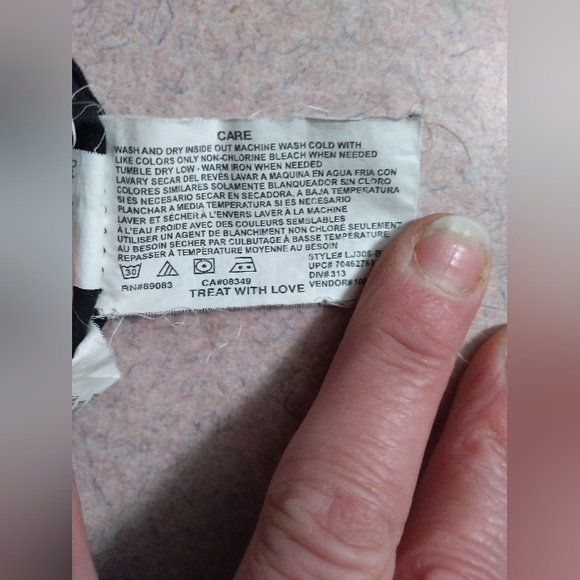 CARE
WASH AND DRY INSIDE OUT MACHINE WASH COLD WITH
LIKE COLORS ONLY NON-CHLORINE BLEACH WHEN NEEDED
TUMBLE DRY LOW - WARM IRON WHEN NEEDED
LAVARY SECAR DEL REVÉS LAVAR A MAQUINA EN AGUA FRIA CON
COLORES SIMILARES SOLAMENTE BLANQUEADOR SIN CLORO
SI ÉS NECESARIO SECAR EN SECADORA, A BAJA TEMPERATURA
PLANCHAR A MEDIA TEMPERATURA SI ES NECESARIO
LAVER ET SÉCHER À L'ENVERS LAVER À LA MACHINE
À L'EAU FROIDE AVEC DES COULEURS SEMBLABLES
UTILISER UN AGENT DE BLANCHIMENT NON CHLORÉ SEULEMENT
AU BESOIN SÉCHER PAR CULBUTAGE À BASSE TEMPÉRATURE
REPASSER À TEMPÉRATURE MOYENNE AU BESOIN
STYLE# LJ305-B
UPC# 70462785
30
DIV# 313
RN#89083 CA#08349
VENDOR#10
TREAT WITH LOVE